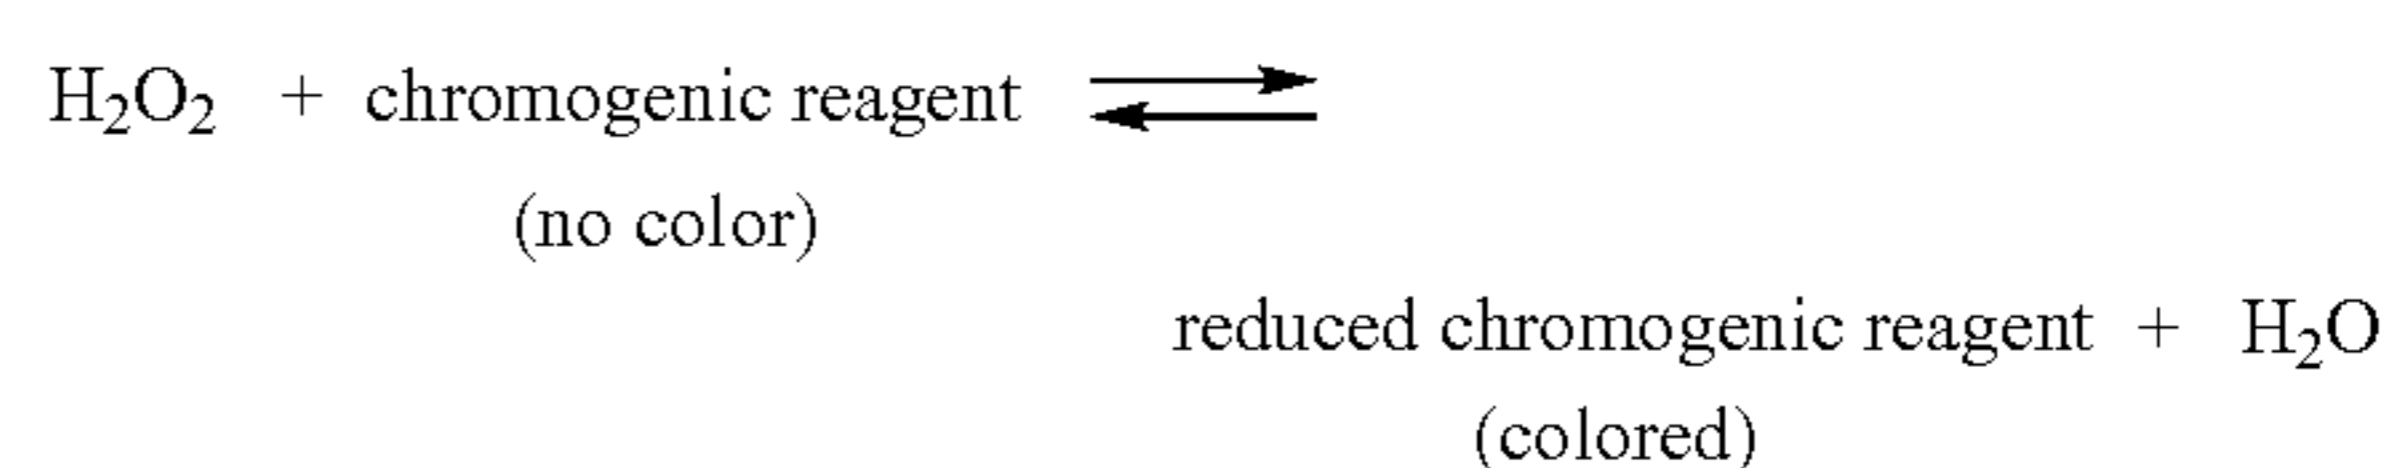 H₂O₂ + chromogenic reagent ⇌
(no color)
reduced chromogenic reagent + H₂O
(colored)